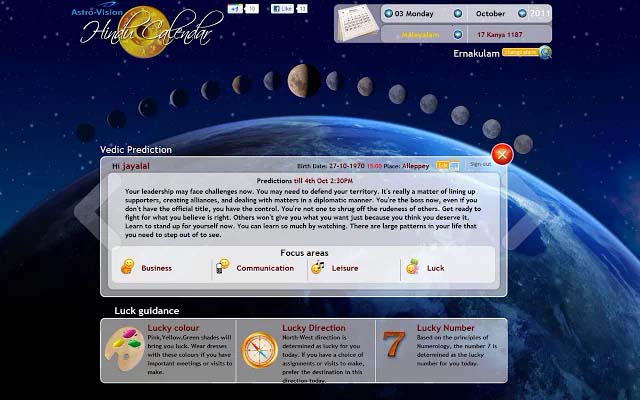 Astro-Vision
Hindu Calendar
10
Like 13
03 Monday
October
2011
Malayalam
17 Kanya 1187
Ernakulam
change place
Vedic Prediction
Hi jayalal
Birth Date: 27-10-1970 15:00 Place: Alleppey
Edit
Sign out
Predictions till 4th Oct 2:30PM
Your leadership may face challenges now. You may need to defend your territory. It's really a matter of lining up
supporters, creating alliances, and dealing with matters in a diplomatic manner. You're the boss now, even if you
don't have the official title, you have the control. You're not one to shrug off the rudeness of others. Get ready to
fight for what you believe is right. Others won't give you what you want just because you think you deserve it.
Learn to stand up for yourself now. You can learn so much by watching. There are large patterns in your life that
you need to step out of to see.
Focus areas
Business
Communication
Leisure
Luck
Luck guidance
Lucky colour
Pink,Yellow,Green shades will
bring you luck. Wear dresses
with these colours if you have
important meetings or visits to
make.
Lucky Direction
North-West direction is
determined as lucky for you
today. If you have a choice of
assignments or visits to make,
prefer the destination in this
direction today.
7
Lucky Number
Based on the principles of
Numerology, the number 7 is
determined as the lucky
number for you today.